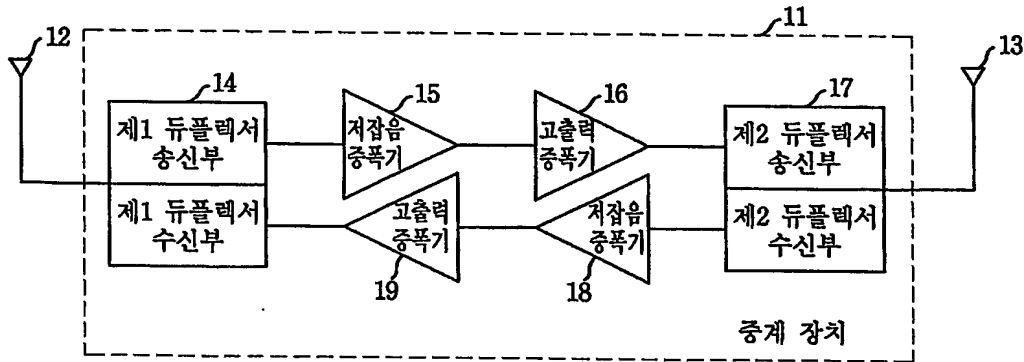 11
12
13
14
15
16
17
제1 듀플렉서
송신부
저잡음
증폭기
고출력
증폭기
제2 듀플렉서
송신부
제1 듀플렉서
수신부
고출력
증폭기
저잡음
증폭기
제2 듀플렉서
수신부
19
18
중계 장치